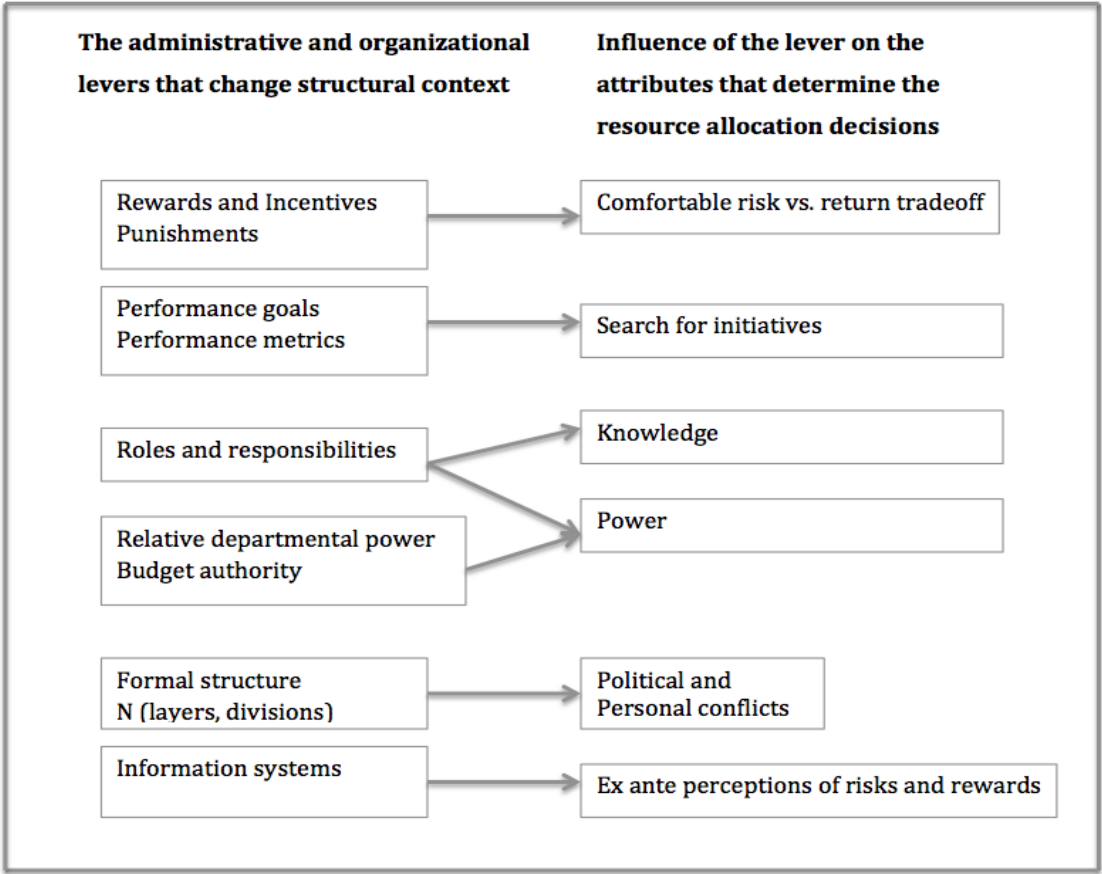 The administrative and organizational
levers that change structural context
Influence of the lever on the
attributes that determine the
resource allocation decisions
Rewards and Incentives
Punishments
Comfortable risk vs. return tradeoff
Performance goals
Performance metrics
Search for initiatives
Roles and responsibilities
Knowledge
Relative departmental power
Budget authority
Power
Formal structure
N (layers, divisions)
Political and
Personal conflicts
Information systems
Ex ante perceptions of risks and rewards